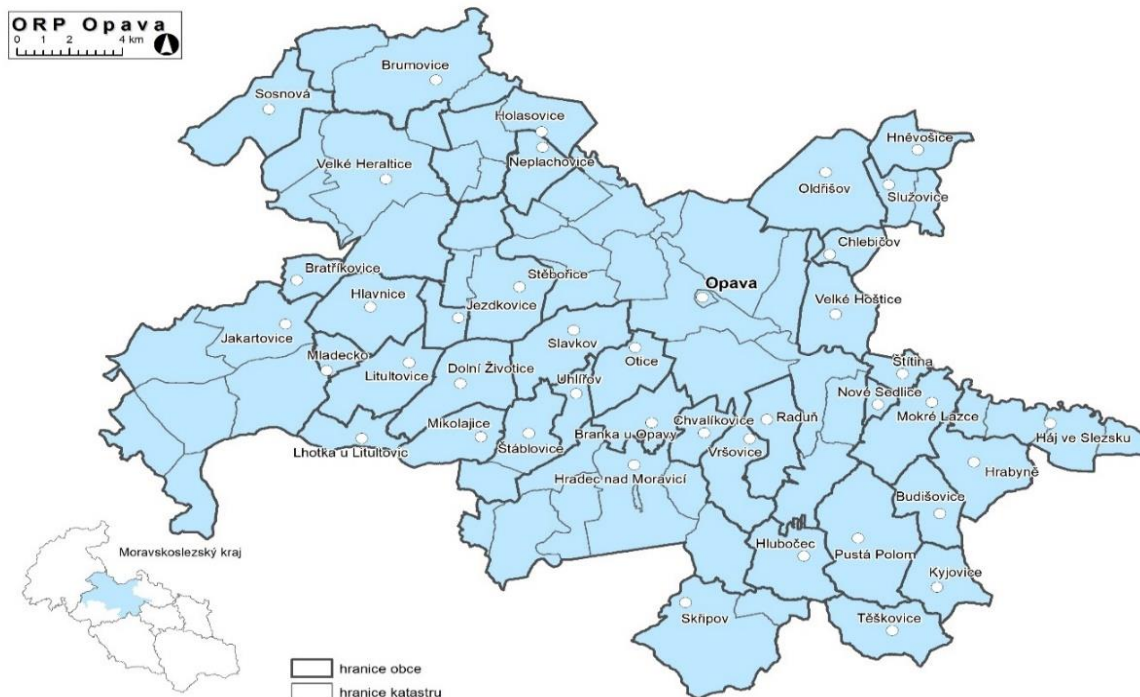 ORP Opava
0 1 2 4 km
Brumovice
Sosnová
Holasovice
Hněvošice
Neplachovice
Velké Heraltice
Oldřišov
Služovice
Chlebičov
Bratříkovice
Stěbořice
Opava
Hlavnice
Velké Hoštice
Jezdkovice
Jakartovice
Slavkov
Mladecko
Otice
Štítina
Litultovice
Dolní Životice
Uhlířov
Nové Sedlice
Mokré Lazce
Mikolajice
Chvalíkovice
Raduň
Branka u Opavy
Háj ve Slezsku
Lhotka u Litultovic
Štáblovice
Vršovice
Hrabyně
Hradec nad Moravicí
Budišovice
Moravskoslezský kraj
Hlubočec
Pustá Polom
Kyjovice
Skřipov
Těškovice
hranice obce
hranice katastru